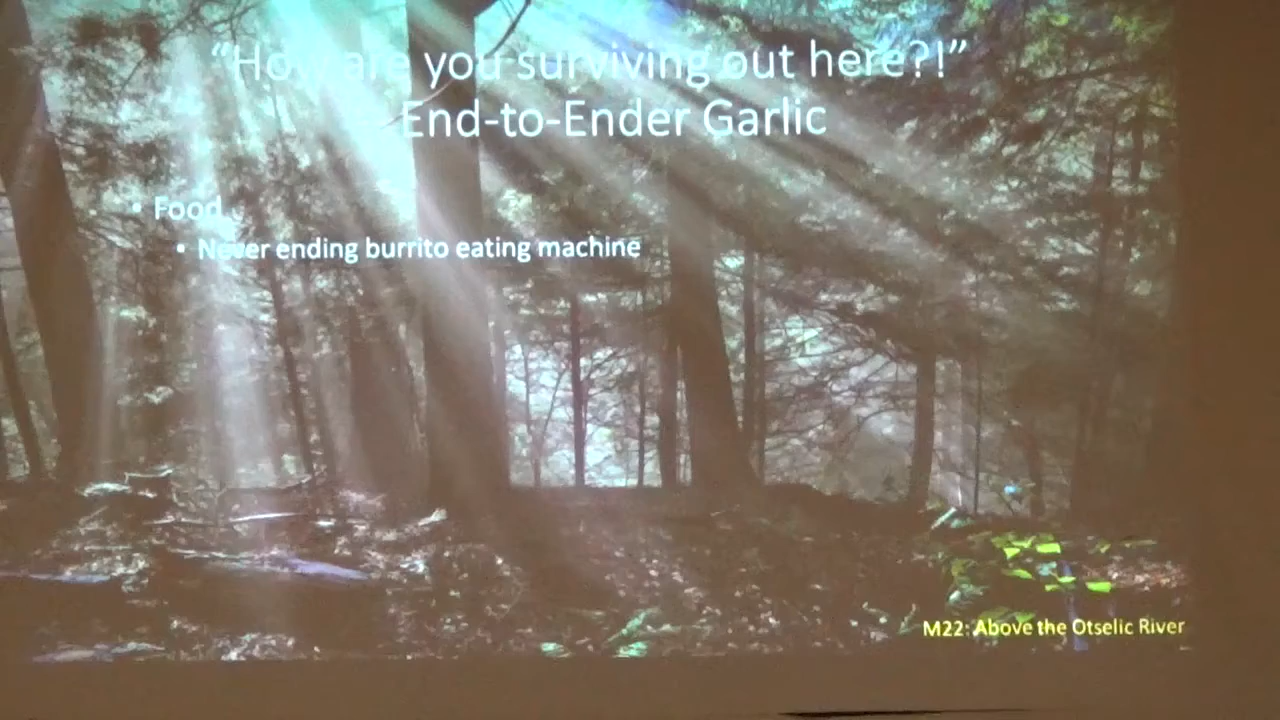 “How are you surviving out here?!”
End-to-Ender Garlic
• Food
• Never ending burrito eating machine
M22: Above the Otselic River